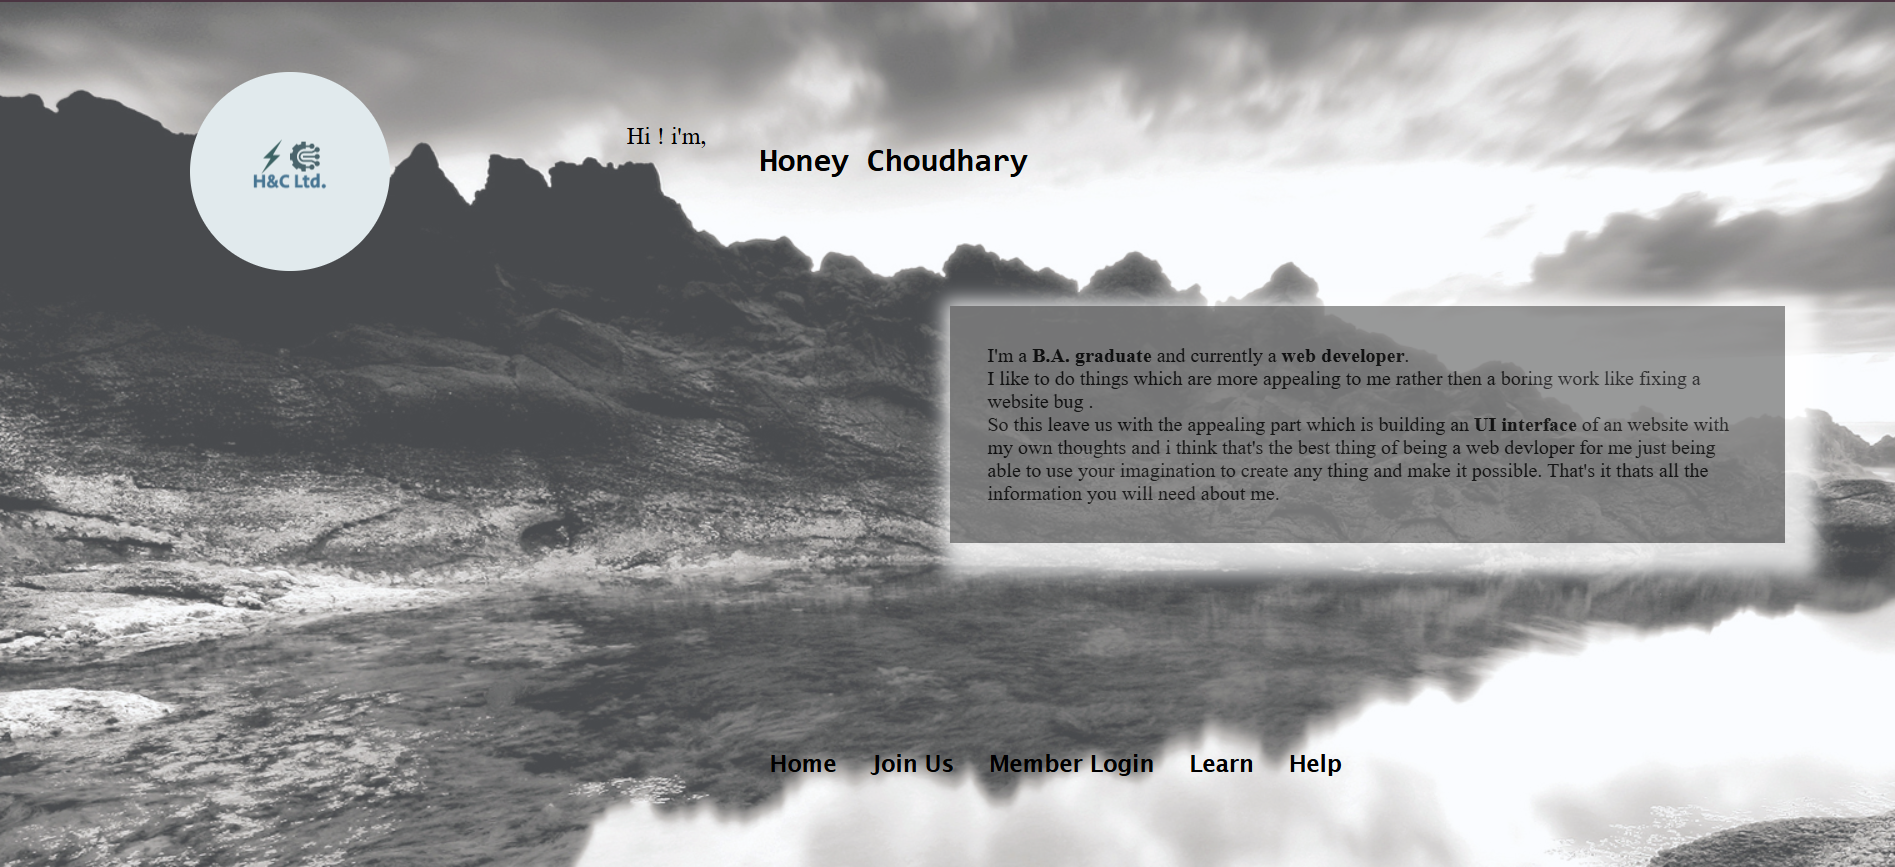 H&C Ltd.
Hi ! i'm,
Honey Choudhary
I'm a B.A. graduate and currently a web developer.
I like to do things which are more appealing to me rather then a boring work like fixing a
website bug .
So this leave us with the appealing part which is building an UI interface of an website with
my own thoughts and i think that's the best thing of being a web devloper for me just being
able to use your imagination to create any thing and make it possible. That's it thats all the
information you will need about me.
Home Join Us Member Login Learn Help